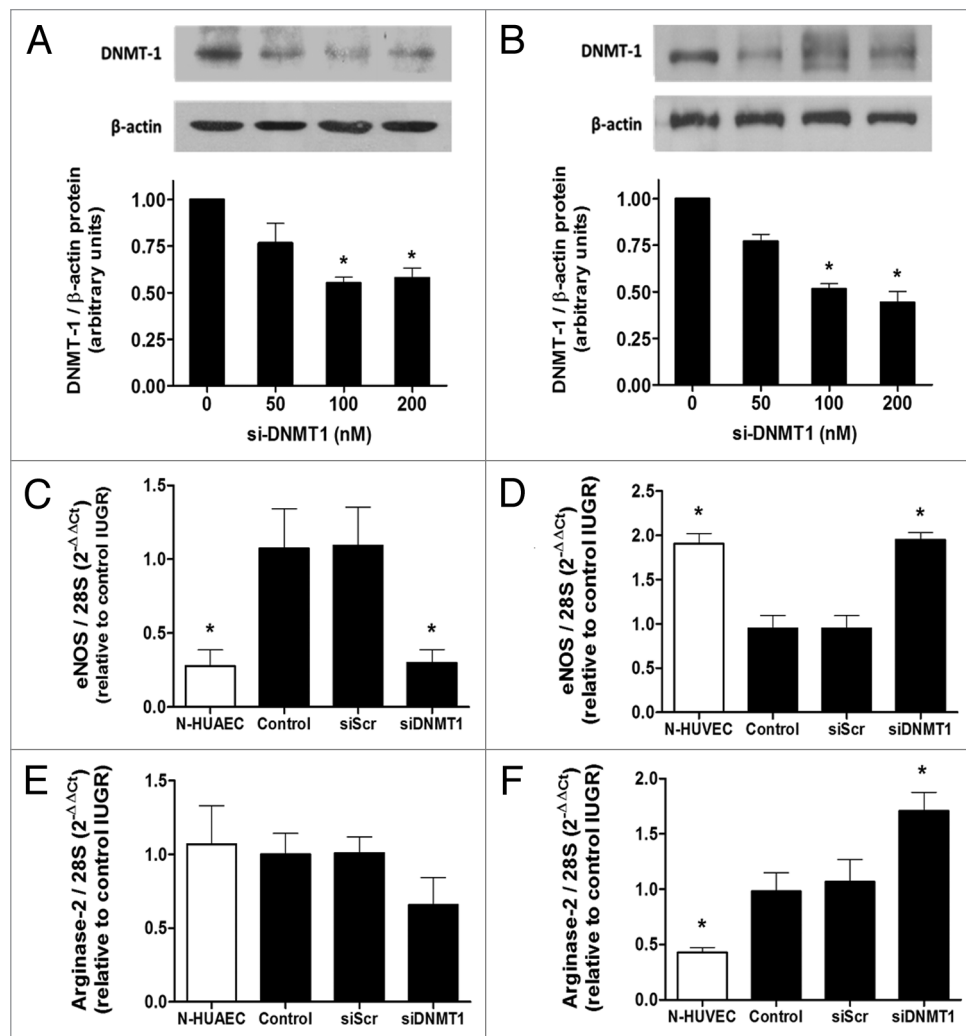 A
DNMT-1
β-actin
DNMT-1 / β-actin protein
(arbitrary units)
1.00
0.75
0.50
0.25
0.00
0 50 100 200
si-DNMT1 (nM)
* *
B
DNMT-1
β-actin
DNMT-1 / β-actin protein
(arbitrary units)
1.00
0.75
0.50
0.25
0.00
0 50 100 200
si-DNMT1 (nM)
* *
C
eNOS / 28S (2^-ΔΔCt)
(relative to control IUGR)
1.5
1.0
0.5
0.0
* *
N-HUAEC Control siScr siDNMT1
D
eNOS / 28S (2^-ΔΔCt)
(relative to control IUGR)
2.5
2.0
1.5
1.0
0.5
0.0
* *
N-HUVEC Control siScr siDNMT1
E
Arginase-2 / 28S (2^-ΔΔCt)
(relative to control IUGR)
1.5
1.0
0.5
0.0
N-HUAEC Control siScr siDNMT1
F
Arginase-2 / 28S (2^-ΔΔCt)
(relative to control IUGR)
2.0
1.5
1.0
0.5
0.0
* *
N-HUVEC Control siScr siDNMT1